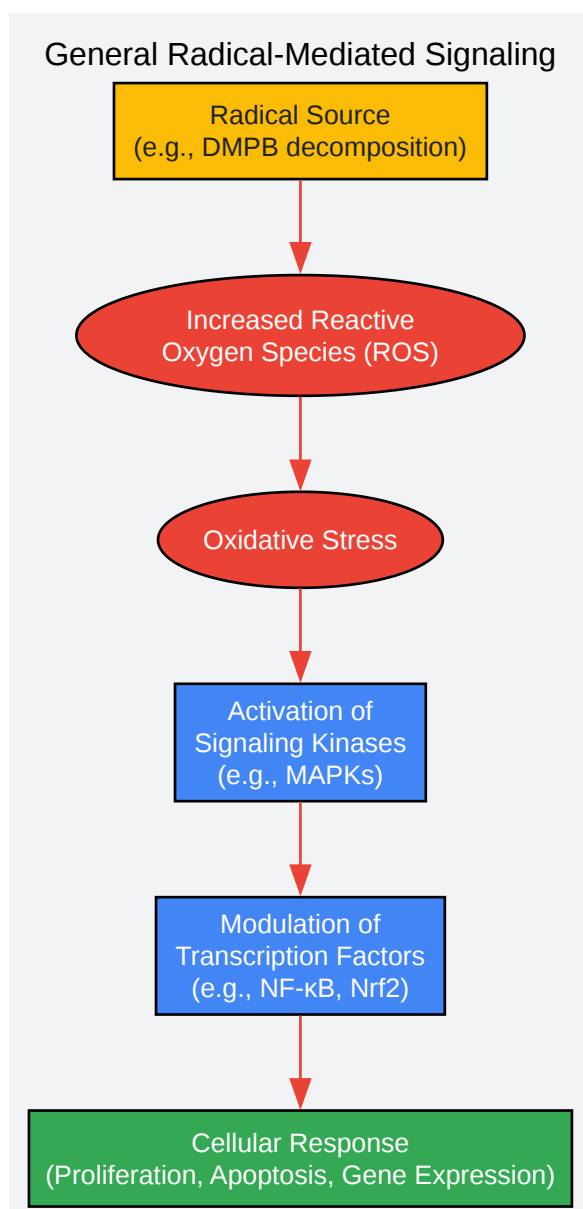 General Radical-Mediated Signaling
Radical Source
(e.g., DMPB decomposition)
Increased Reactive
Oxygen Species (ROS)
Oxidative Stress
Activation of
Signaling Kinases
(e.g., MAPKs)
Modulation of
Transcription Factors
(e.g., NF-κB, Nrf2)
Cellular Response
(Proliferation, Apoptosis, Gene Expression)